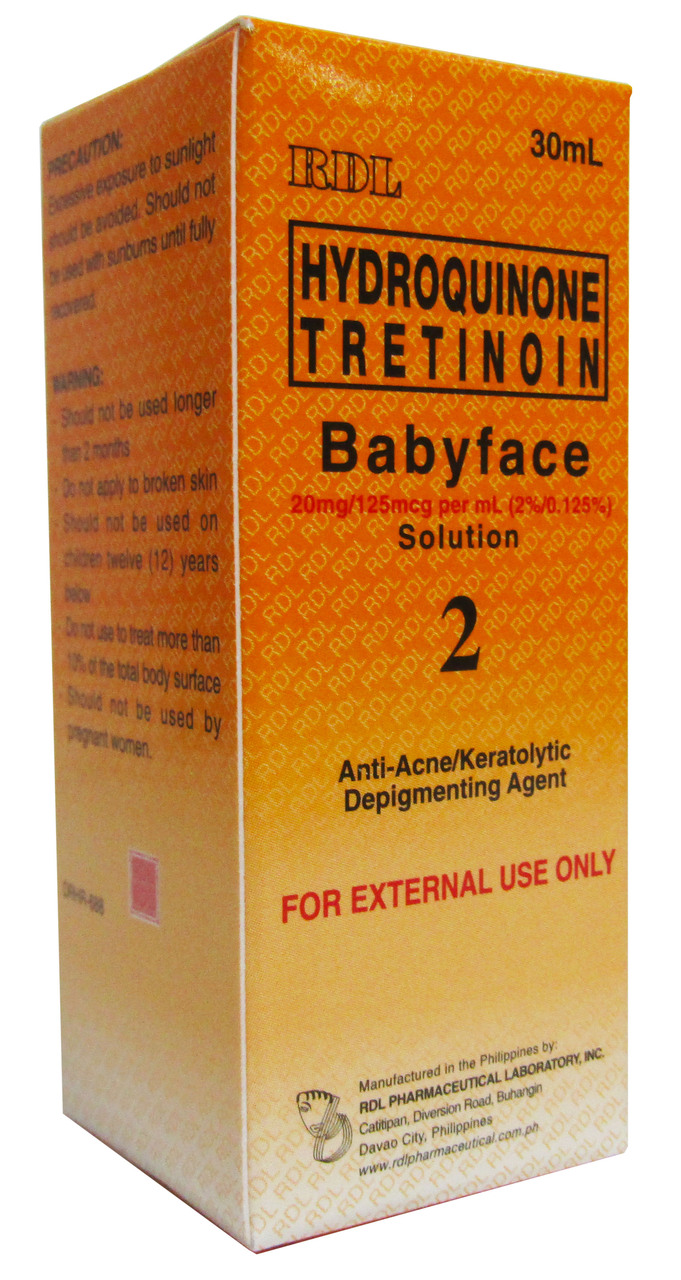 PRECAUTION:
Excessive exposure to sunlight
should be avoided. Should not
be used with sunburns until fully
recovered.
WARNING:
- Should not be used longer
than 2 months
- Do not apply to broken skin
- Should not be used on
children twelve (12) years
below
- Do not use to treat more than
10% of the total body surface
- Should not be used by
pregnant women.
RDL
30mL
HYDROQUINONE
TRETINOIN
Babyface
20mg/125mcg per mL (2%/0.125%)
Solution
2
Anti-Acne/Keratolytic
Depigmenting Agent
FOR EXTERNAL USE ONLY
Manufactured in the Philippines by:
RDL PHARMACEUTICAL LABORATORY, INC.
Catitipan, Diversion Road, Buhangin
Davao City, Philippines
www.rdlpharmaceutical.com.ph